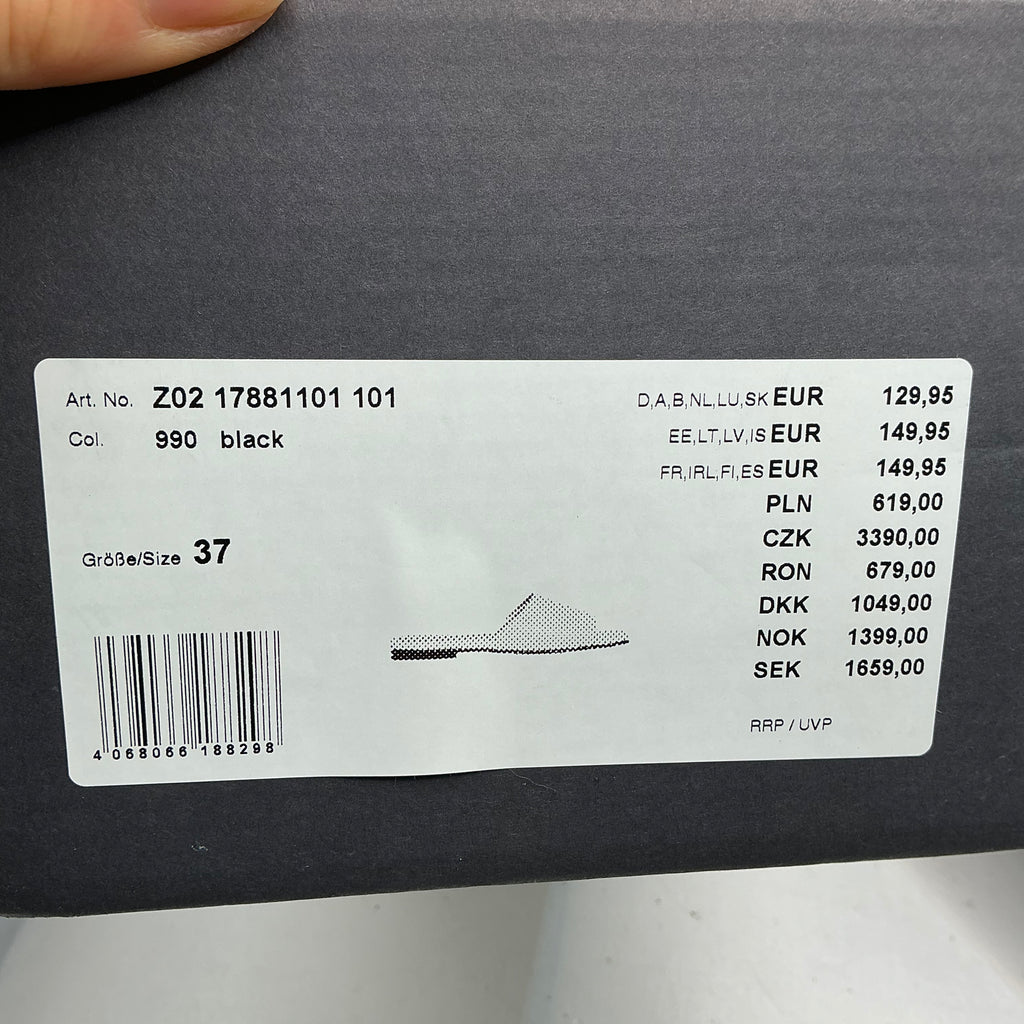 Art. No. Z02 17881101 101
Col. 990 black
Größe/Size 37
4 068066 188298
D,A,B,NL,LU,SK EUR 129,95
EE,LT,LV,IS EUR 149,95
FR,IRL,FI,ES EUR 149,95
PLN 619,00
CZK 3390,00
RON 679,00
DKK 1049,00
NOK 1399,00
SEK 1659,00
RRP / UVP